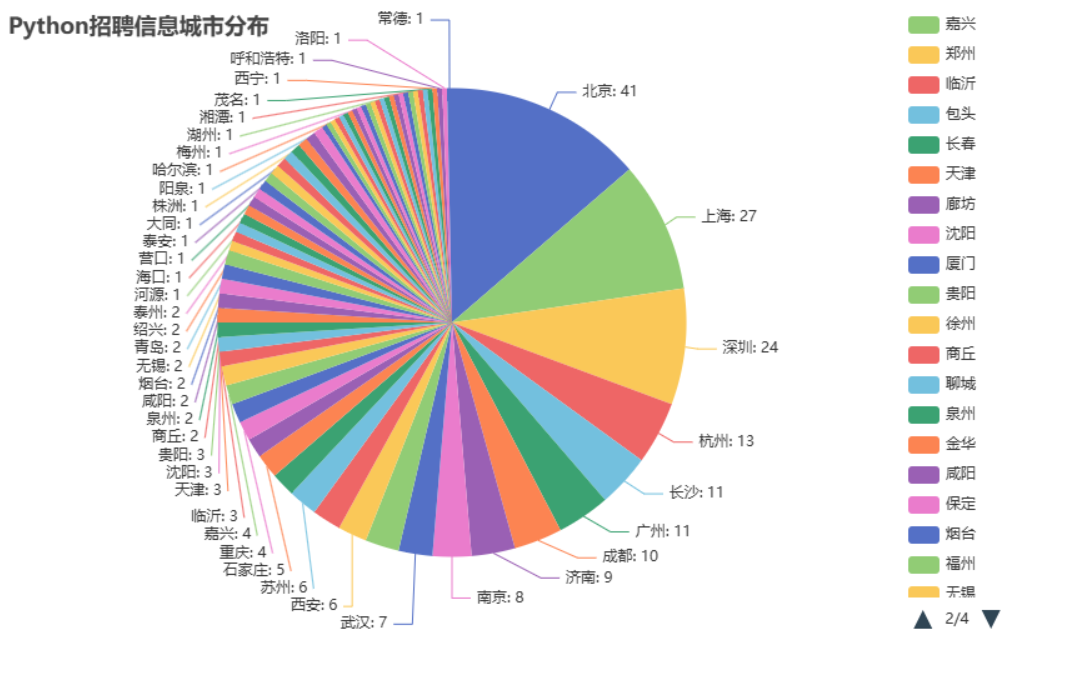 Python招聘信息城市分布
常德: 1
洛阳: 1
呼和浩特: 1
西宁: 1
茂名: 1
湘潭: 1
湖州: 1
梅州: 1
哈尔滨: 1
阳泉: 1
株洲: 1
大同: 1
泰安: 1
营口: 1
海口: 1
河源: 1
泰州: 2
绍兴: 2
青岛: 2
无锡: 2
烟台: 2
咸阳: 2
泉州: 2
商丘: 2
贵阳: 3
沈阳: 3
天津: 3
临沂: 3
嘉兴: 4
重庆: 4
石家庄: 5
苏州: 6
西安: 6
武汉: 7
南京: 8
济南: 9
成都: 10
广州: 11
长沙: 11
杭州: 13
深圳: 24
上海: 27
北京: 41
嘉兴
郑州
临沂
包头
长春
天津
廊坊
沈阳
厦门
贵阳
徐州
商丘
聊城
泉州
金华
咸阳
保定
烟台
福州
无锡
2/4